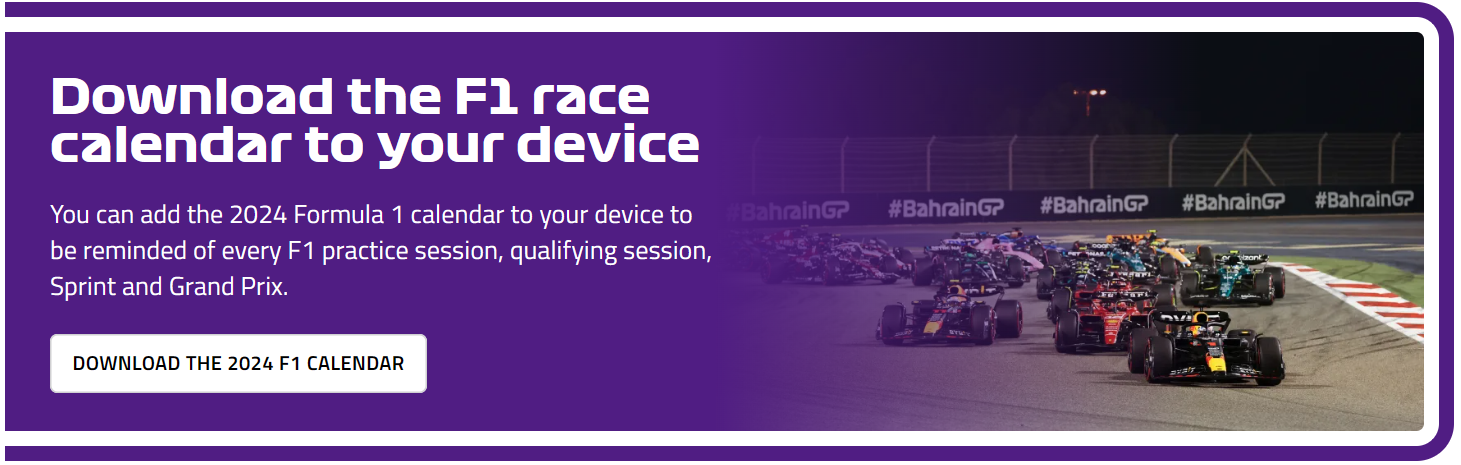 Download the F1 race
calendar to your device
You can add the 2024 Formula 1 calendar to your device to
be reminded of every F1 practice session, qualifying session,
Sprint and Grand Prix.
DOWNLOAD THE 2024 F1 CALENDAR
#BahrainGP #BahrainGP #BahrainGP #BahrainGP #BahrainGP